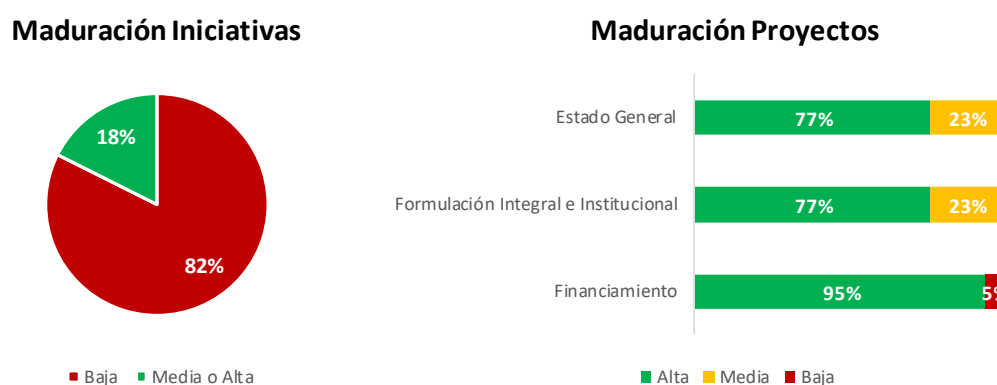 Maduración Iniciativas
18%
82%
Baja
Media o Alta
Maduración Proyectos
Estado General
77%
23%
Formulación Integral e Institucional
77%
23%
Financiamiento
95%
5%
Alta
Media
Baja